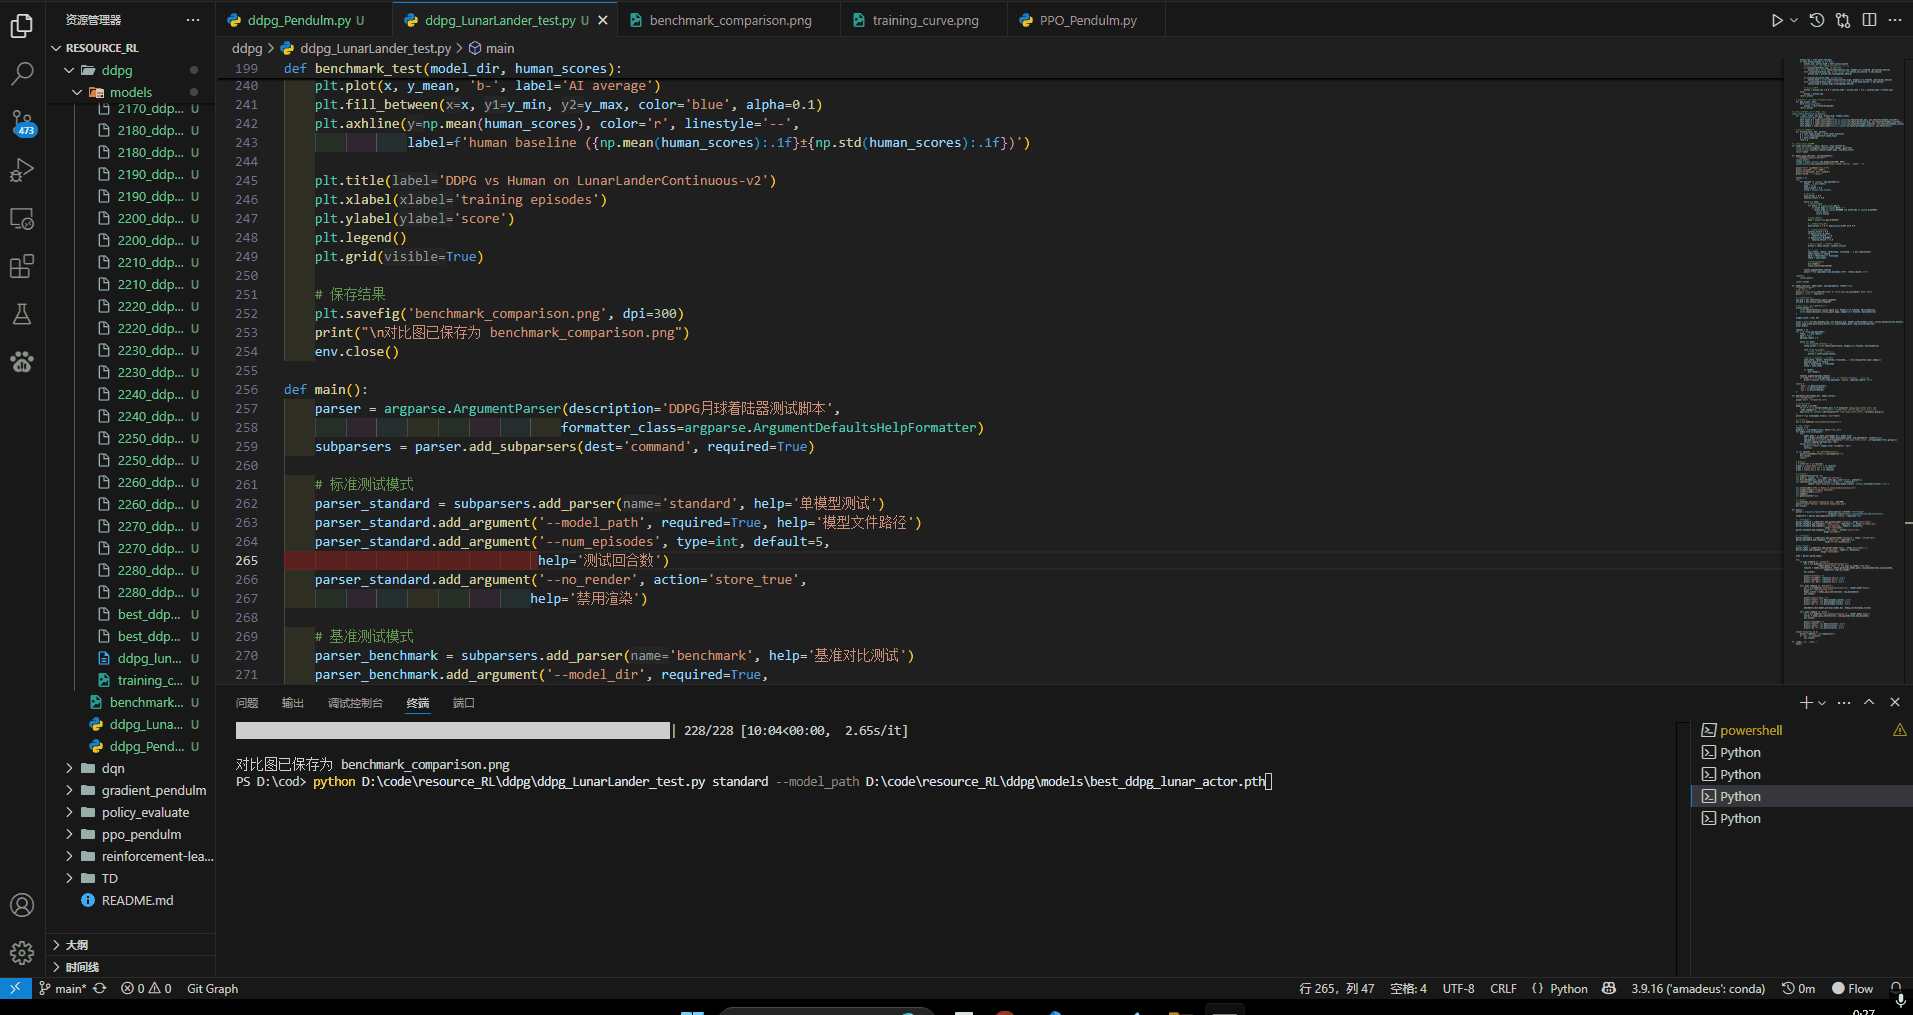 资源管理器
RESOURCE_RL
ddpg
models
2170_ddp... U
2180_ddp... U
2180_ddp... U
2190_ddp... U
2190_ddp... U
2200_ddp... U
2200_ddp... U
2210_ddp... U
2210_ddp... U
2220_ddp... U
2220_ddp... U
2230_ddp... U
2230_ddp... U
2240_ddp... U
2240_ddp... U
2250_ddp... U
2250_ddp... U
2260_ddp... U
2260_ddp... U
2270_ddp... U
2270_ddp... U
2280_ddp... U
2280_ddp... U
best_ddp... U
best_ddp... U
ddpg_lun... U
training_c... U
benchmark... U
ddpg_Luna... U
ddpg_Pend... U
dqn
gradient_pendulm
policy_evaluate
ppo_pendulm
reinforcement-lea...
TD
README.md
大纲
时间线
473
ddpg_Pendulm.py U
ddpg_LunarLander_test.py U
benchmark_comparison.png
training_curve.png
PPO_Pendulm.py
ddpg > ddpg_LunarLander_test.py > main
199 def benchmark_test(model_dir, human_scores):
240 plt.plot(x, y_mean, 'b-', label='AI average')
241 plt.fill_between(x=x, y1=y_min, y2=y_max, color='blue', alpha=0.1)
242 plt.axhline(y=np.mean(human_scores), color='r', linestyle='--',
243 label=f'human baseline ({np.mean(human_scores):.1f}±{np.std(human_scores):.1f})')
244
245 plt.title(label='DDPG vs Human on LunarLanderContinuous-v2')
246 plt.xlabel(xlabel='training episodes')
247 plt.ylabel(ylabel='score')
248 plt.legend()
249 plt.grid(visible=True)
250
251 # 保存结果
252 plt.savefig('benchmark_comparison.png', dpi=300)
253 print("\n对比图已保存为 benchmark_comparison.png")
254 env.close()
255
256 def main():
257 parser = argparse.ArgumentParser(description='DDPG月球着陆器测试脚本',
258 formatter_class=argparse.ArgumentDefaultsHelpFormatter)
259 subparsers = parser.add_subparsers(dest='command', required=True)
260
261 # 标准测试模式
262 parser_standard = subparsers.add_parser(name='standard', help='单模型测试')
263 parser_standard.add_argument('--model_path', required=True, help='模型文件路径')
264 parser_standard.add_argument('--num_episodes', type=int, default=5,
265 help='测试回合数')
266 parser_standard.add_argument('--no_render', action='store_true',
267 help='禁用渲染')
268
269 # 基准测试模式
270 parser_benchmark = subparsers.add_parser(name='benchmark', help='基准对比测试')
271 parser_benchmark.add_argument('--model_dir', required=True,
问题 输出 调试控制台 终端 端口
| 228/228 [10:04<00:00, 2.65s/it]
对比图已保存为 benchmark_comparison.png
PS D:\cod> python D:\code\resource_RL\ddpg\ddpg_LunarLander_test.py standard --model_path D:\code\resource_RL\ddpg\models\best_ddpg_lunar_actor.pth
powershell
Python
Python
Python
Python
main* 0 0 Git Graph
行 265，列 47 空格: 4 UTF-8 CRLF {} Python 3.9.16 ('amadeus': conda) 0m Flow
0:27